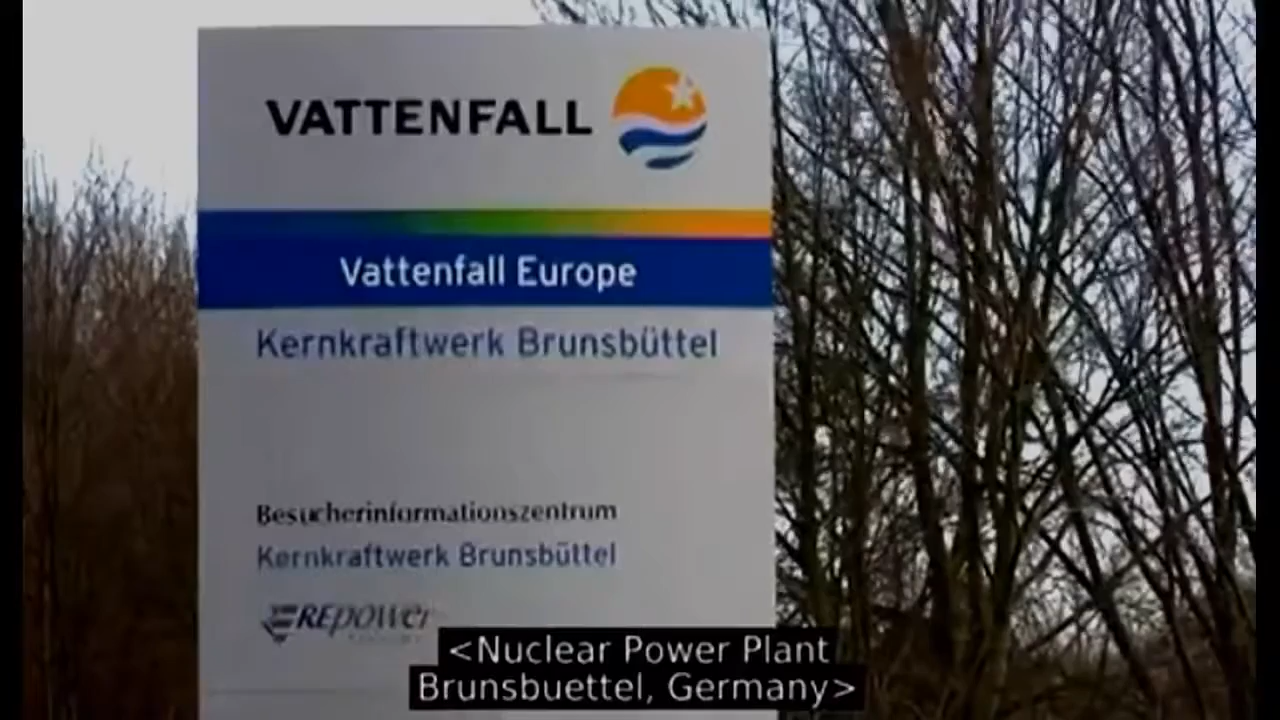 VATTENFALL
Vattenfall Europe
Kernkraftwerk Brunsbüttel
Besucherinformationszentrum
Kernkraftwerk Brunsbüttel
REpower
<Nuclear Power Plant
Brunsbuettel, Germany>